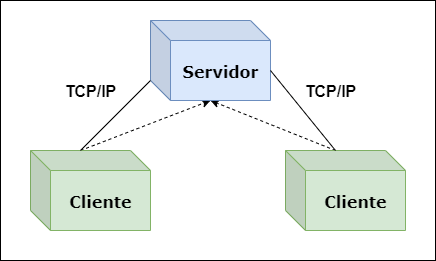 Servidor
TCP/IP
TCP/IP
Cliente
Cliente